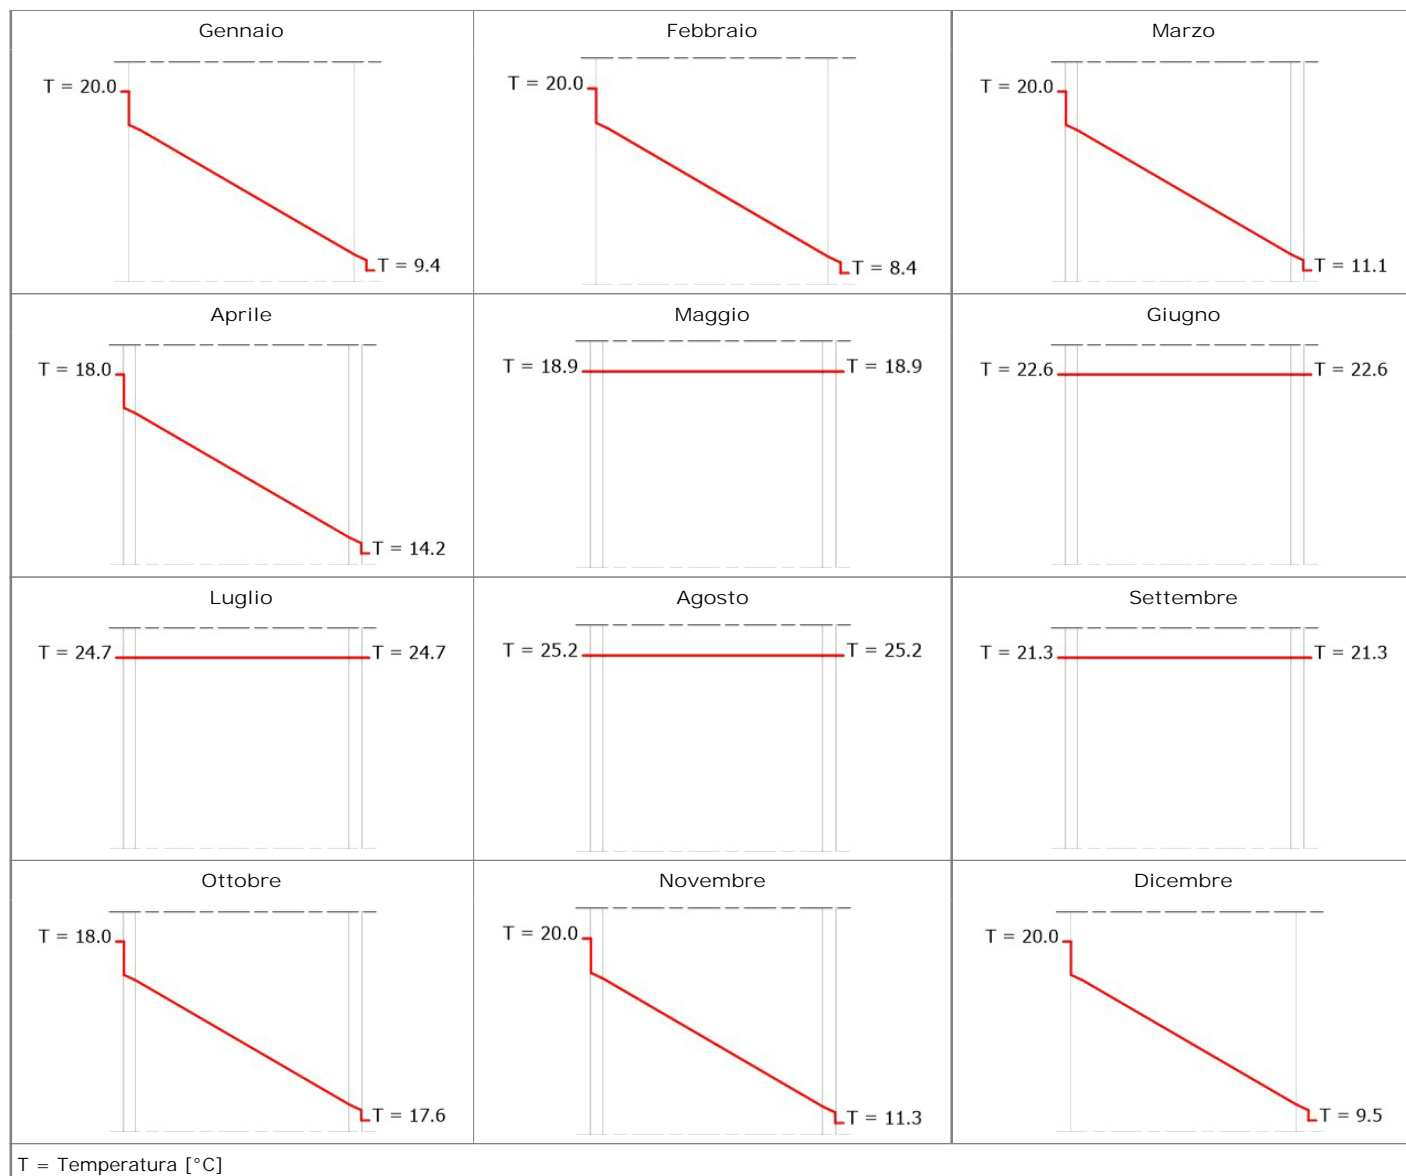 Gennaio
Febbraio
Marzo
T = 20.0
T = 9.4
T = 20.0
T = 8.4
T = 20.0
T = 11.1
Aprile
Maggio
Giugno
T = 18.0
T = 14.2
T = 18.9
T = 18.9
T = 22.6
T = 22.6
Luglio
Agosto
Settembre
T = 24.7
T = 24.7
T = 25.2
T = 25.2
T = 21.3
T = 21.3
Ottobre
Novembre
Dicembre
T = 18.0
T = 17.6
T = 20.0
T = 11.3
T = 20.0
T = 9.5
T = Temperatura [°C]